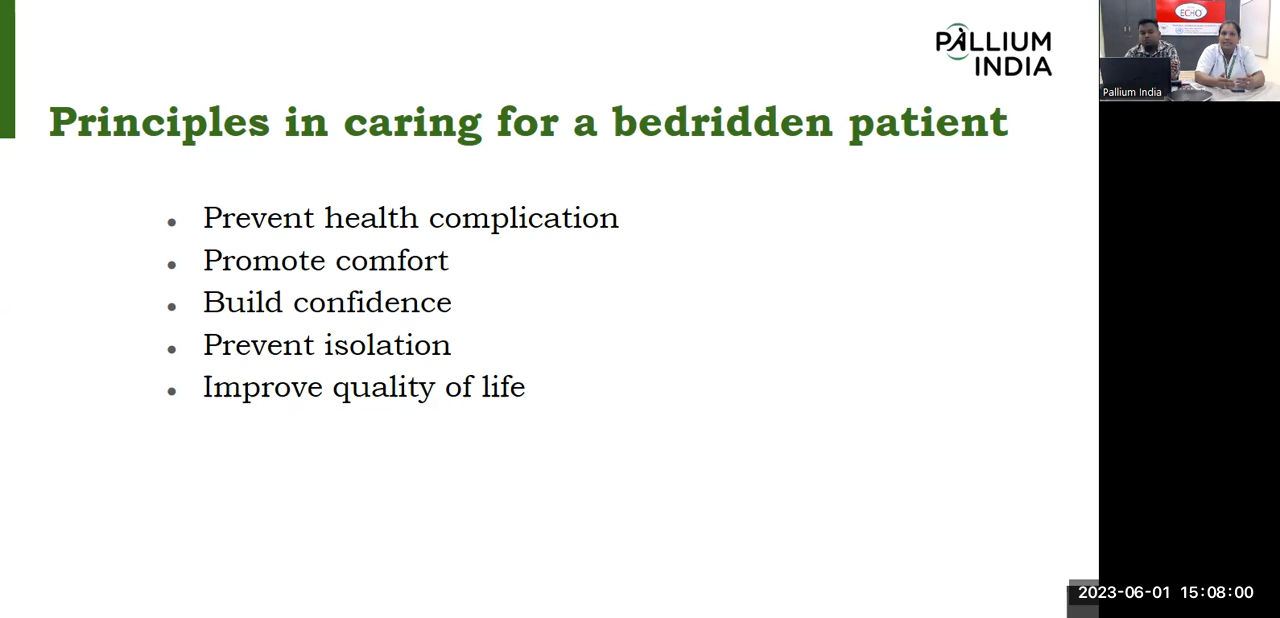 PALLIUM
INDIA
Principles in caring for a bedridden patient
• Prevent health complication
• Promote comfort
• Build confidence
• Prevent isolation
• Improve quality of life
ECHO
Pallium India
2023-06-01 15:08:00